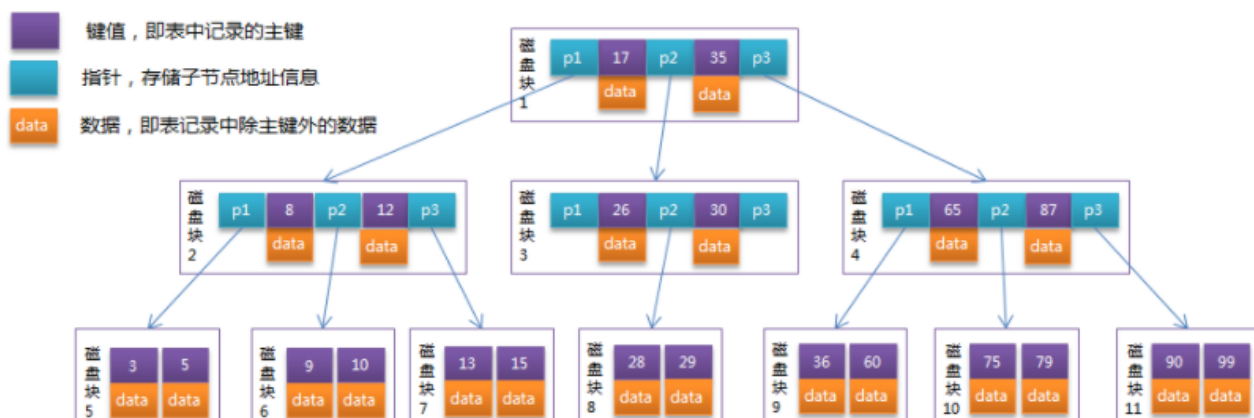 键值，即表中记录的主键
指针，存储子节点地址信息
data 数据，即表记录中除主键外的数据
磁盘块1
p1 17 p2 35 p3
data data
磁盘块2
p1 8 p2 12 p3
data data
磁盘块3
p1 26 p2 30 p3
data data
磁盘块4
p1 65 p2 87 p3
data data
磁盘块5
3 5
data data
磁盘块6
9 10
data data
磁盘块7
13 15
data data
磁盘块8
28 29
data data
磁盘块9
36 60
data data
磁盘块10
75 79
data data
磁盘块11
90 99
data data